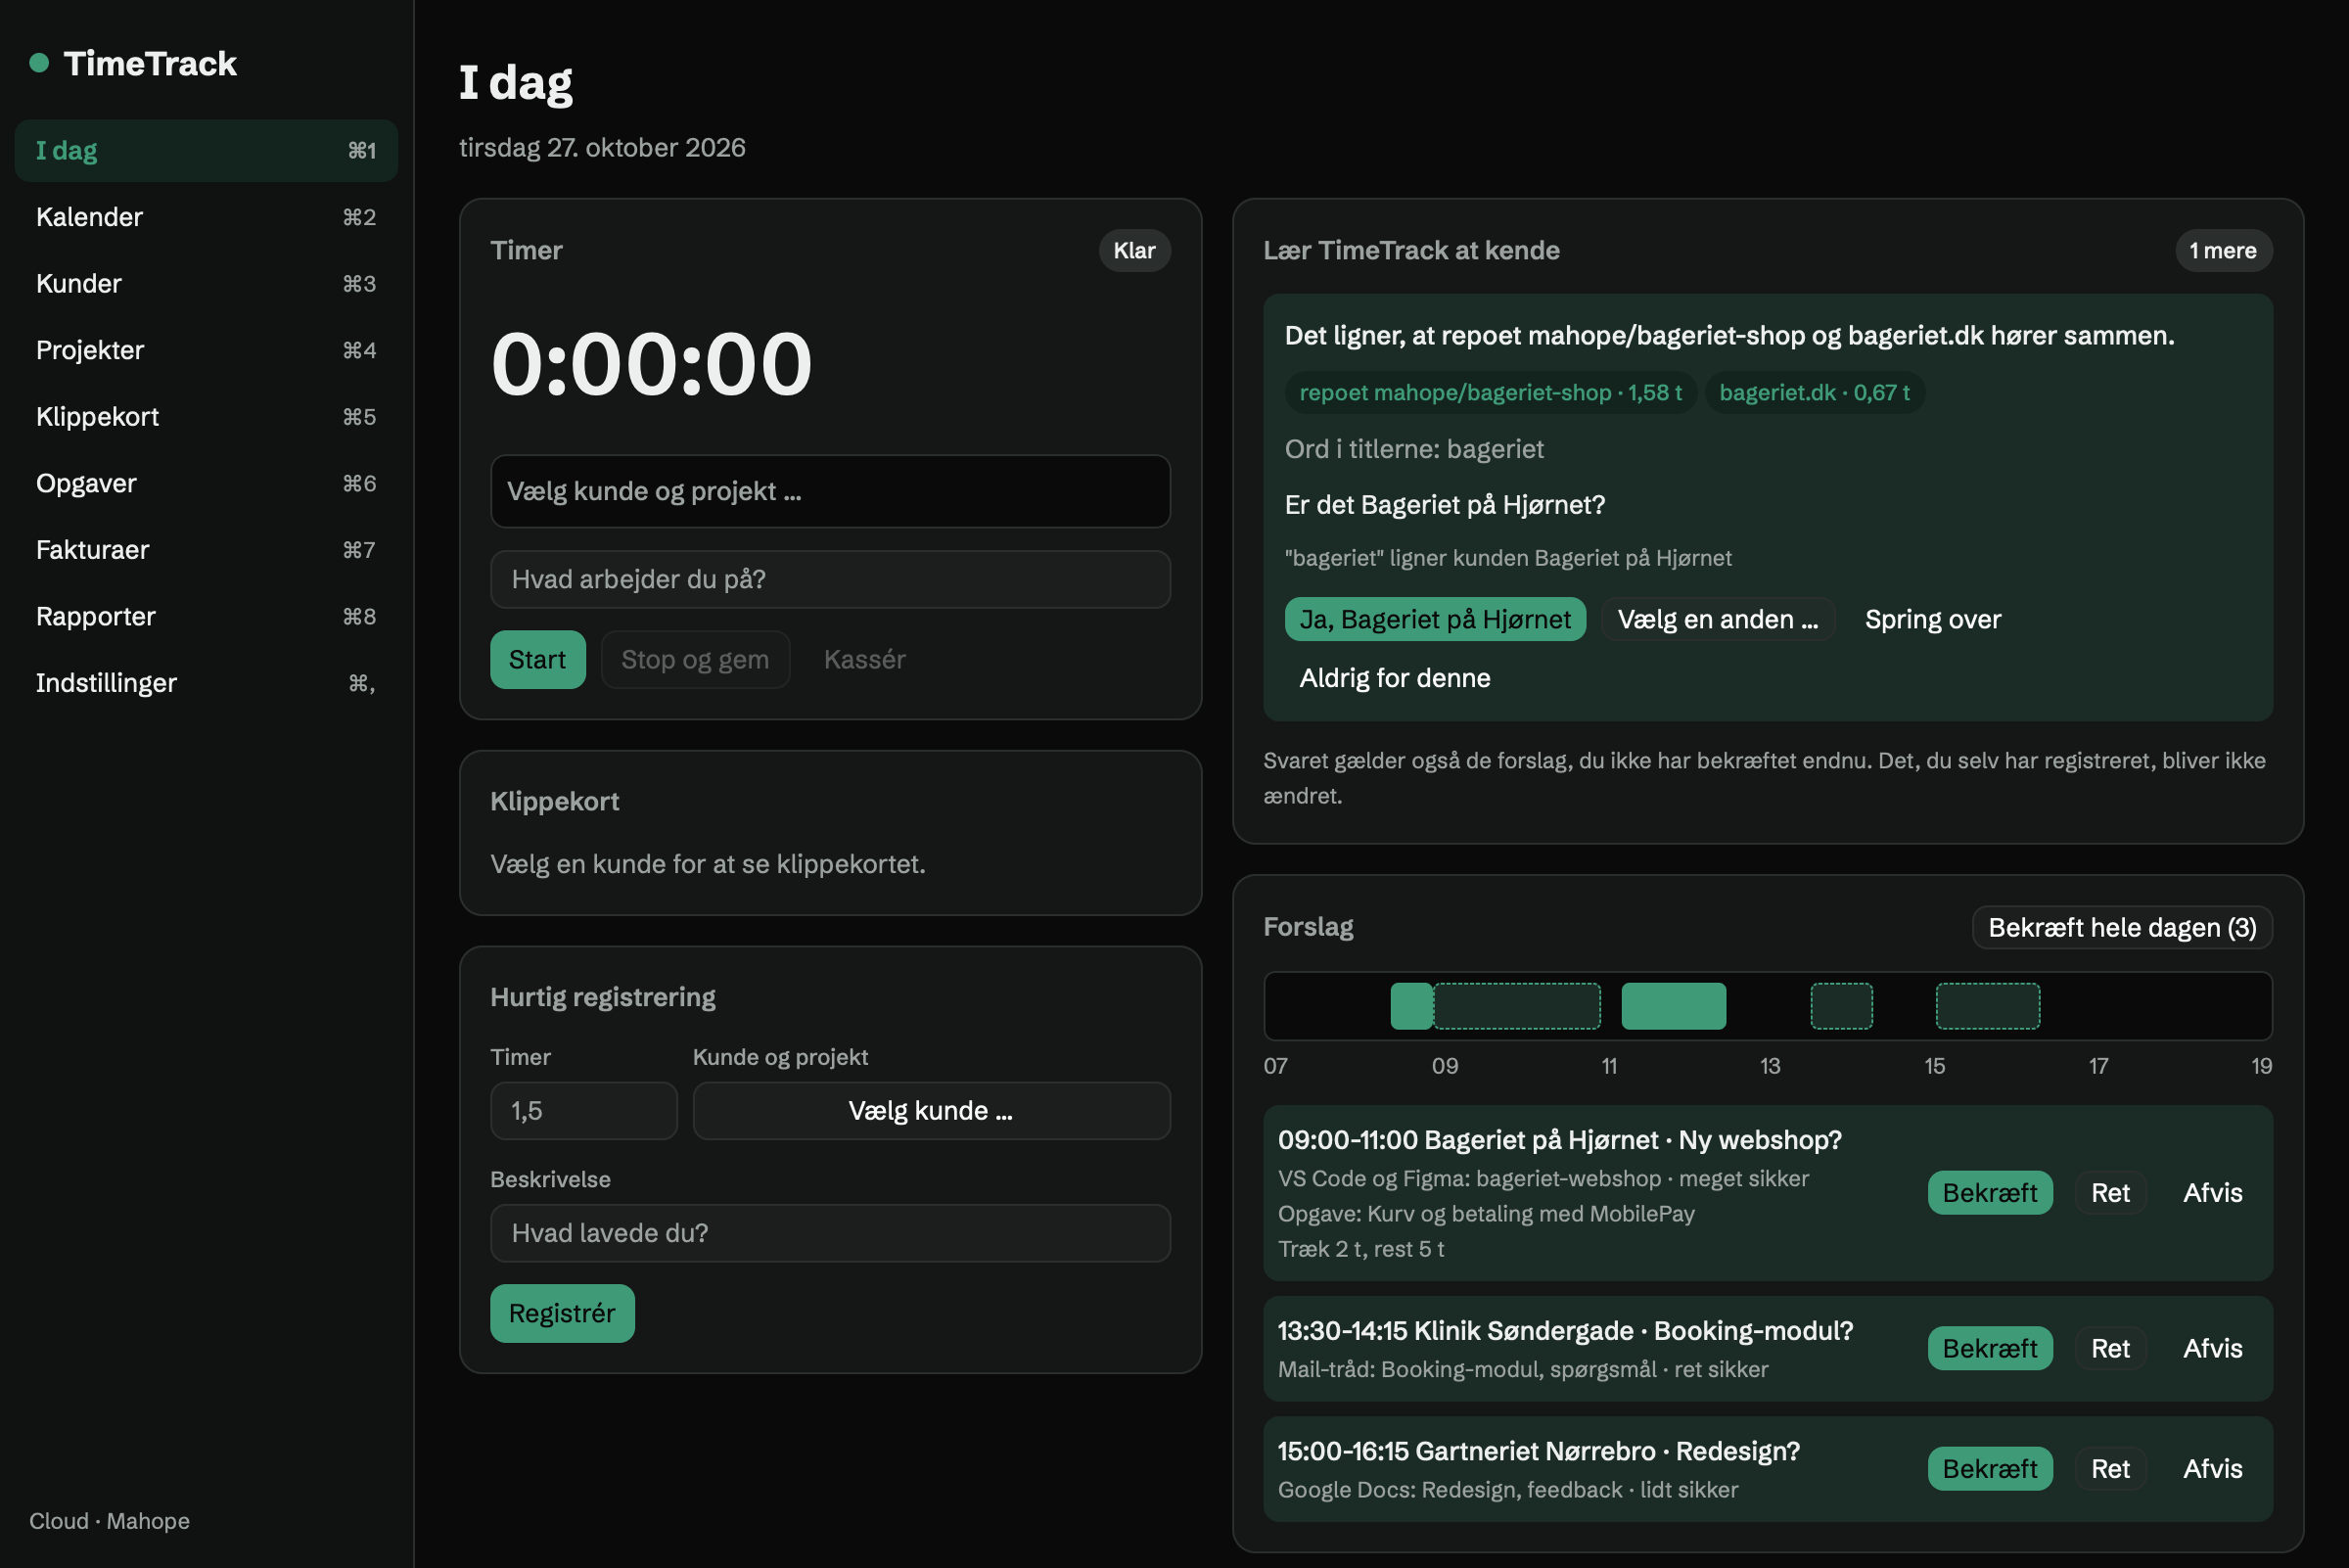 TimeTrack
I dag ⌘1
Kalender ⌘2
Kunder ⌘3
Projekter ⌘4
Klippekort ⌘5
Opgaver ⌘6
Fakturaer ⌘7
Rapporter ⌘8
Indstillinger ⌘,
Cloud · Mahope
I dag
tirsdag 27. oktober 2026
Timer Klar
0:00:00
Vælg kunde og projekt ...
Hvad arbejder du på?
Start Stop og gem Kassér
Klippekort
Vælg en kunde for at se klippekortet.
Hurtig registrering
Timer Kunde og projekt
1,5 Vælg kunde ...
Beskrivelse
Hvad lavede du?
Registrér
Lær TimeTrack at kende 1 mere
Det ligner, at repoet mahope/bageriet-shop og bageriet.dk hører sammen.
repoet mahope/bageriet-shop · 1,58 t bageriet.dk · 0,67 t
Ord i titlerne: bageriet
Er det Bageriet på Hjørnet?
"bageriet" ligner kunden Bageriet på Hjørnet
Ja, Bageriet på Hjørnet Vælg en anden ... Spring over
Aldrig for denne
Svaret gælder også de forslag, du ikke har bekræftet endnu. Det, du selv har registreret, bliver ikke
ændret.
Forslag Bekræft hele dagen (3)
07 09 11 13 15 17 19
09:00-11:00 Bageriet på Hjørnet · Ny webshop?
VS Code og Figma: bageriet-webshop · meget sikker
Opgave: Kurv og betaling med MobilePay
Træk 2 t, rest 5 t
Bekræft Ret Afvis
13:30-14:15 Klinik Søndergade · Booking-modul?
Mail-tråd: Booking-modul, spørgsmål · ret sikker
Bekræft Ret Afvis
15:00-16:15 Gartneriet Nørrebro · Redesign?
Google Docs: Redesign, feedback · lidt sikker
Bekræft Ret Afvis